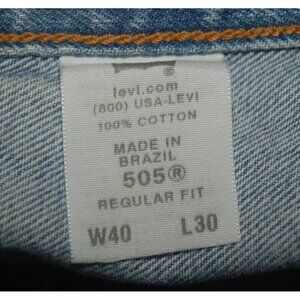 ®
levi.com
(800) USA-LEVI
100% COTTON
MADE IN
BRAZIL
505®
REGULAR FIT
W40 L30